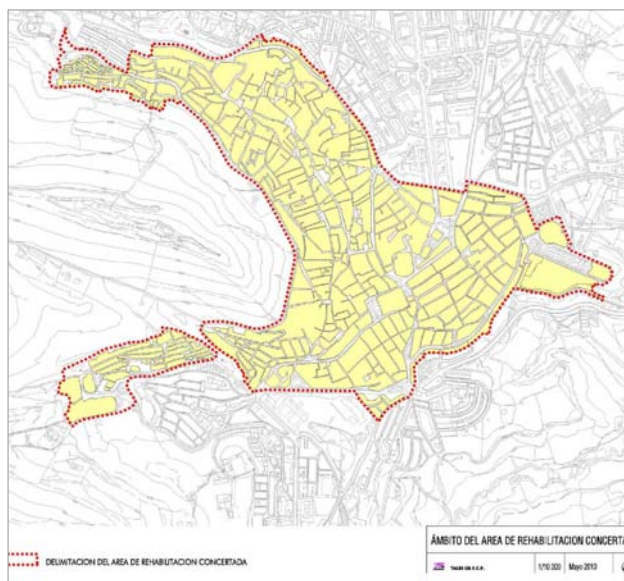 ÁMBITO DEL AREA DE REHABILITACION CONCERTA
DELIMITACION DEL AREA DE REHABILITACION CONCERTADA
1/10 000 Mayo 2010